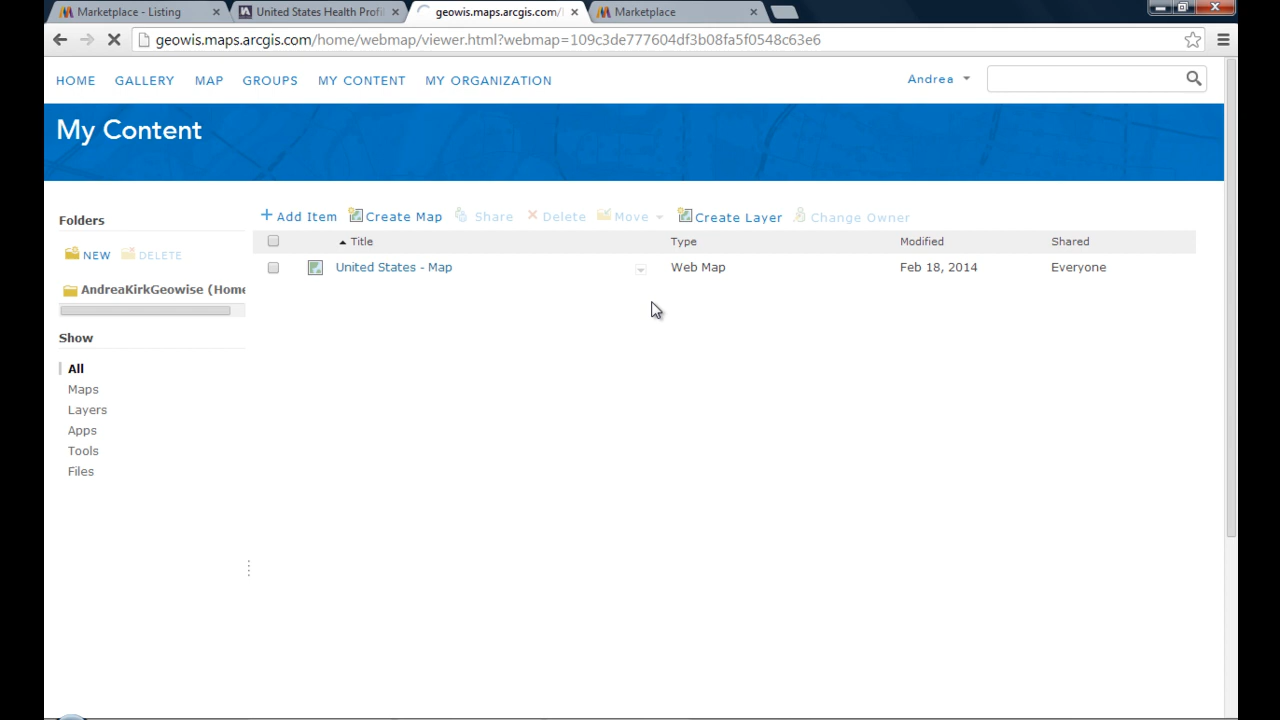 Marketplace - Listing
United States Health Profi
geowis.maps.arcgis.com/
Marketplace
geowis.maps.arcgis.com/home/webmap/viewer.html?webmap=109c3de777604df3b08fa5f0548c63e6
HOME GALLERY MAP GROUPS MY CONTENT MY ORGANIZATION Andrea
My Content
Folders
NEW DELETE
AndreaKirkGeowise (Home
Show
All
Maps
Layers
Apps
Tools
Files
Add Item Create Map Share Delete Move Create Layer Change Owner
Title Type Modified Shared
United States - Map Web Map Feb 18, 2014 Everyone